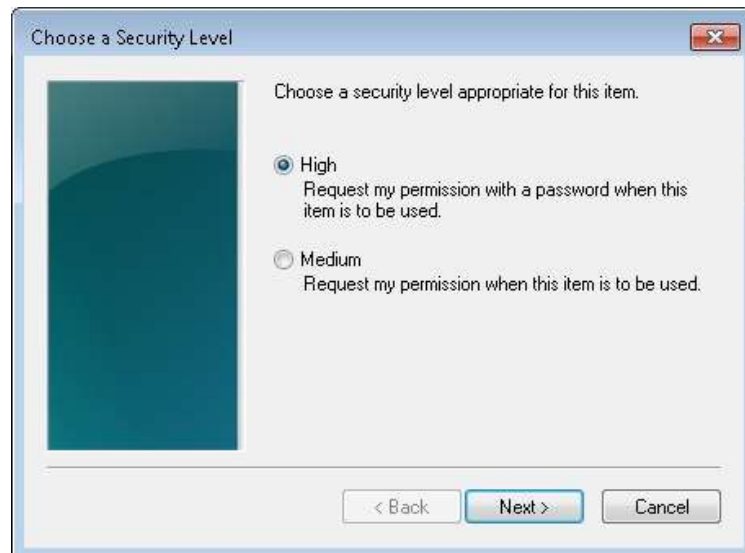 Choose a Security Level
Choose a security level appropriate for this item.
High
Request my permission with a password when this
item is to be used.
Medium
Request my permission when this item is to be used.
< Back
Next >
Cancel